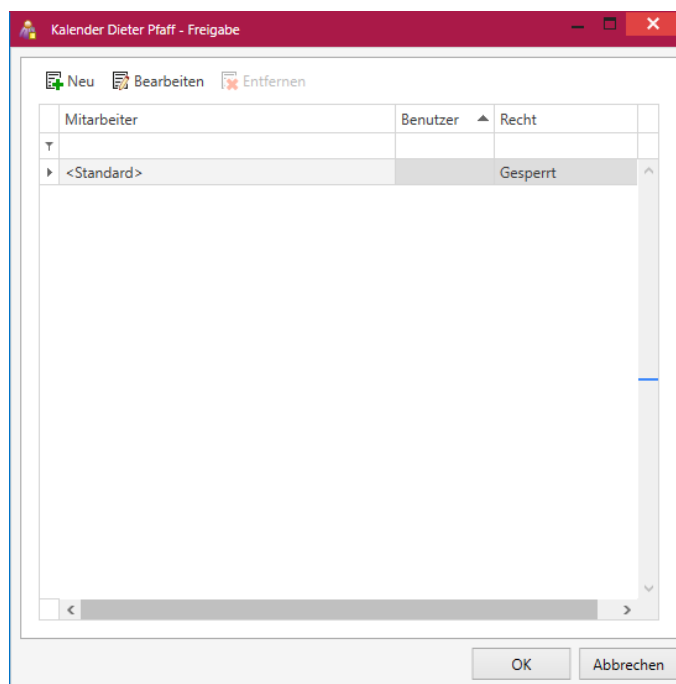 Kalender Dieter Pfaff - Freigabe
Neu Bearbeiten Entfernen
Mitarbeiter Benutzer Recht
<Standard> Gesperrt
OK Abbrechen